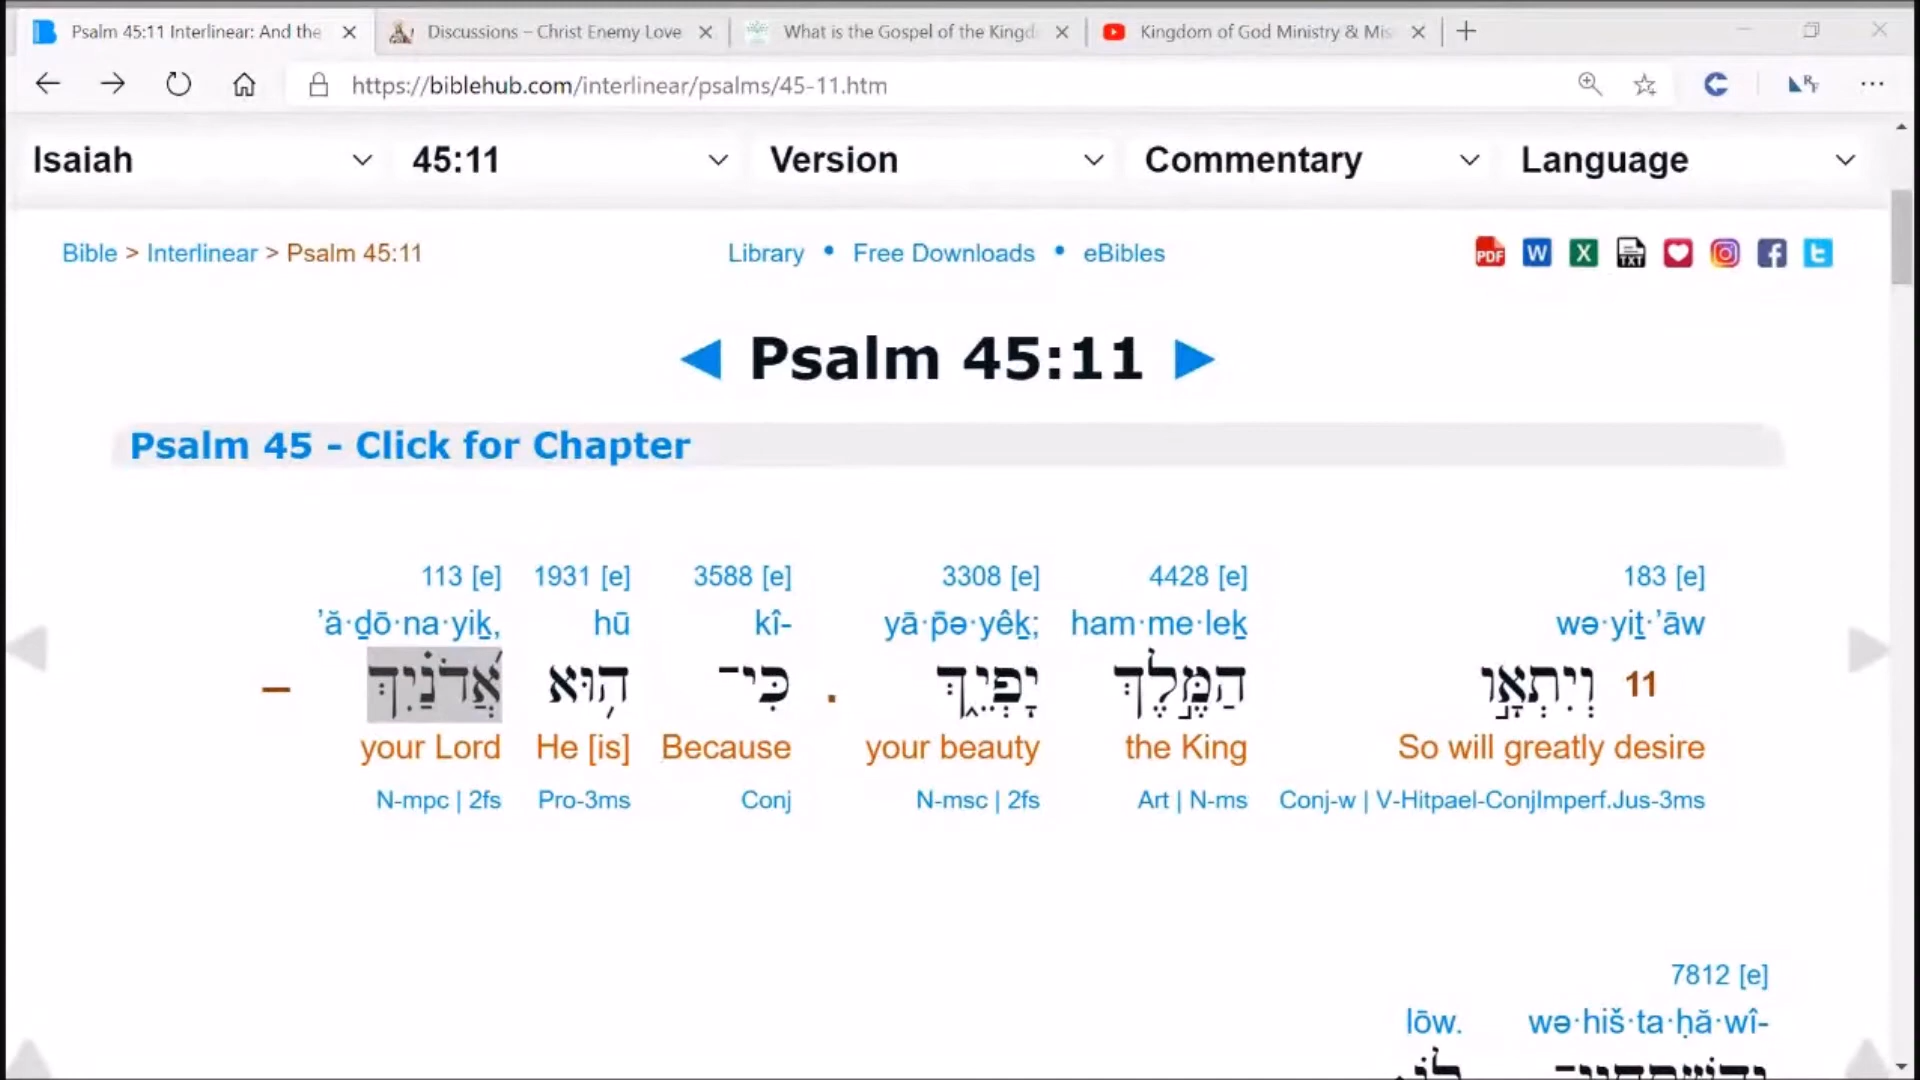 Psalm 45:11 Interlinear: And the
Discussions – Christ Enemy Love
What is the Gospel of the Kingd
Kingdom of God Ministry & Mis
https://biblehub.com/interlinear/psalms/45-11.htm
Isaiah 45:11 Version Commentary Language
Bible > Interlinear > Psalm 45:11 Library • Free Downloads • eBibles
PDF W X TXT
◀ Psalm 45:11 ▶
Psalm 45 - Click for Chapter
113 [e] 1931 [e] 3588 [e] 3308 [e] 4428 [e] 183 [e]
’ă·ḏō·na·yiḵ, hū kî- yā·p̄ə·yêḵ; ham·me·leḵ wə·yiṯ·’āw
11 וְיִתְאָ֣ו הַמֶּ֣לֶךְ יָפְיֵ֑ךְ . כִּי־ ה֥וּא אֲ֝דֹנַ֗יִךְ –
your Lord He [is] Because your beauty the King So will greatly desire
N-mpc | 2fs Pro-3ms Conj N-msc | 2fs Art | N-ms Conj-w | V-Hitpael-ConjImperf.Jus-3ms
7812 [e]
lōw. wə·hiš·ta·ḥă·wî-